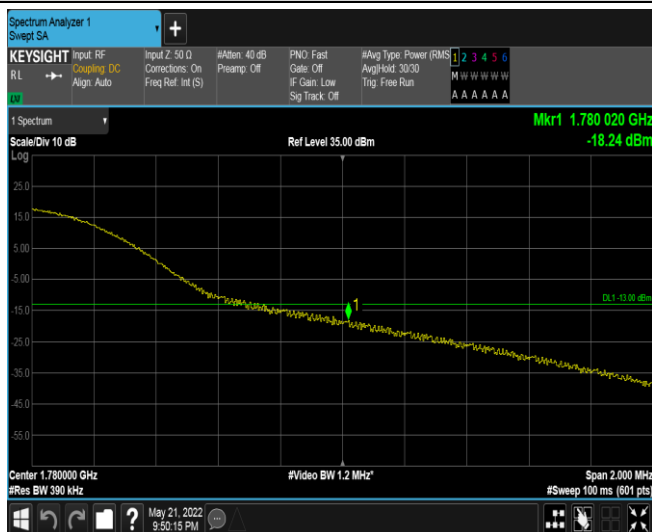 Spectrum Analyzer 1
Swept SA
KEYSIGHT
RL
Input: RF
Coupling: DC
Align: Auto
Input Z: 50 Ω
Corrections: On
Freq Ref: Int (S)
#Atten: 40 dB
Preamp: Off
PNO: Fast
Gate: Off
IF Gain: Low
Sig Track: Off
#Avg Type: Power (RMS
Avg|Hold: 30/30
Trig: Free Run
1 2 3 4 5 6
M W W W W W
A A A A A A
1 Spectrum
Scale/Div 10 dB
Ref Level 35.00 dBm
Mkr1 1.780 020 GHz
-18.24 dBm
Log
25.0
15.0
5.00
-5.00
-15.0
-25.0
-35.0
-45.0
-55.0
1
DL1 -13.00 dBm
Center 1.780000 GHz
#Video BW 1.2 MHz*
Span 2.000 MHz
#Res BW 390 kHz
#Sweep 100 ms (601 pts)
?
May 21, 2022
9:50:15 PM